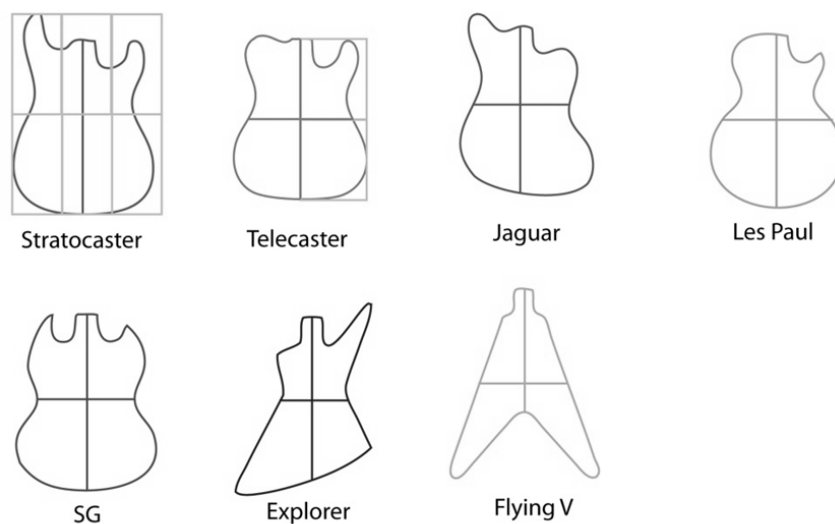 Stratocaster
Telecaster
Jaguar
Les Paul
SG
Explorer
Flying V